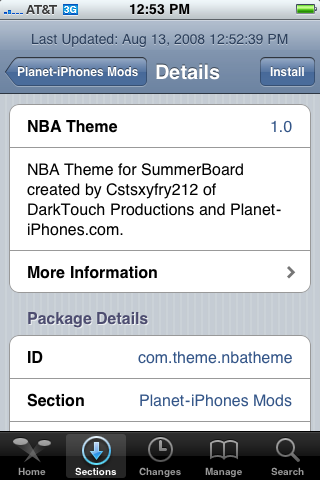 AT&T 3G 12:53 PM
Last Updated: Aug 13, 2008 12:52:39 PM
Planet-iPhones Mods Details Install
NBA Theme 1.0
NBA Theme for SummerBoard
created by Cstsxyfry212 of
DarkTouch Productions and Planet-
iPhones.com.
More Information
Package Details
ID com.theme.nbatheme
Section Planet-iPhones Mods
Home Sections Changes Manage Search